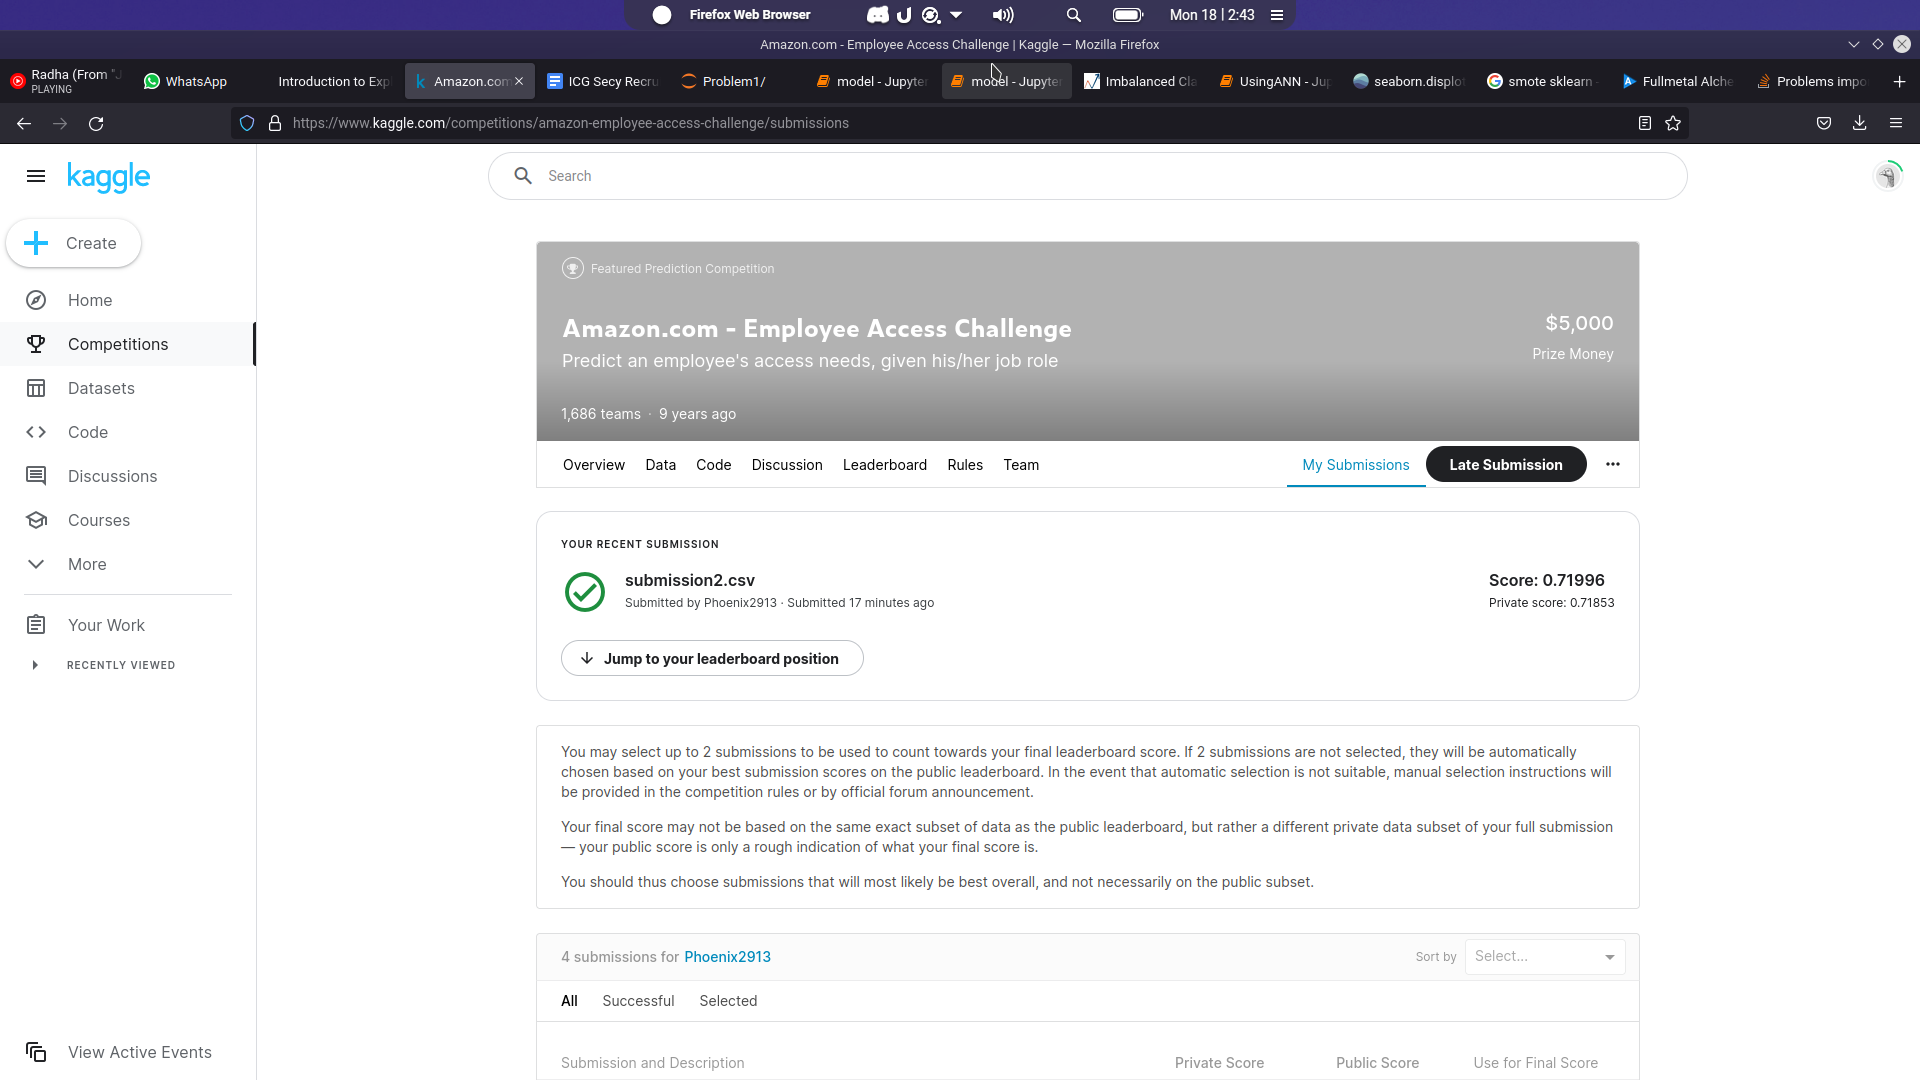 Firefox Web Browser
Mon 18 | 2:43
Amazon.com - Employee Access Challenge | Kaggle — Mozilla Firefox
Radha (From "J
PLAYING
WhatsApp
Introduction to Exp
Amazon.com
ICG Secy Recru
Problem1/
model - Jupyter
model - Jupyter
Imbalanced Cla
UsingANN - Jup
seaborn.displot
smote sklearn -
Fullmetal Alche
Problems impo
https://www.kaggle.com/competitions/amazon-employee-access-challenge/submissions
kaggle
Search
Create
Home
Competitions
Datasets
Code
Discussions
Courses
More
Your Work
RECENTLY VIEWED
View Active Events
Featured Prediction Competition
Amazon.com - Employee Access Challenge
Predict an employee's access needs, given his/her job role
$5,000
Prize Money
1,686 teams · 9 years ago
Overview Data Code Discussion Leaderboard Rules Team My Submissions Late Submission
YOUR RECENT SUBMISSION
submission2.csv
Submitted by Phoenix2913 · Submitted 17 minutes ago
Score: 0.71996
Private score: 0.71853
Jump to your leaderboard position
You may select up to 2 submissions to be used to count towards your final leaderboard score. If 2 submissions are not selected, they will be automatically
chosen based on your best submission scores on the public leaderboard. In the event that automatic selection is not suitable, manual selection instructions will
be provided in the competition rules or by official forum announcement.
Your final score may not be based on the same exact subset of data as the public leaderboard, but rather a different private data subset of your full submission
— your public score is only a rough indication of what your final score is.
You should thus choose submissions that will most likely be best overall, and not necessarily on the public subset.
4 submissions for Phoenix2913
Sort by Select...
All Successful Selected
Submission and Description Private Score Public Score Use for Final Score